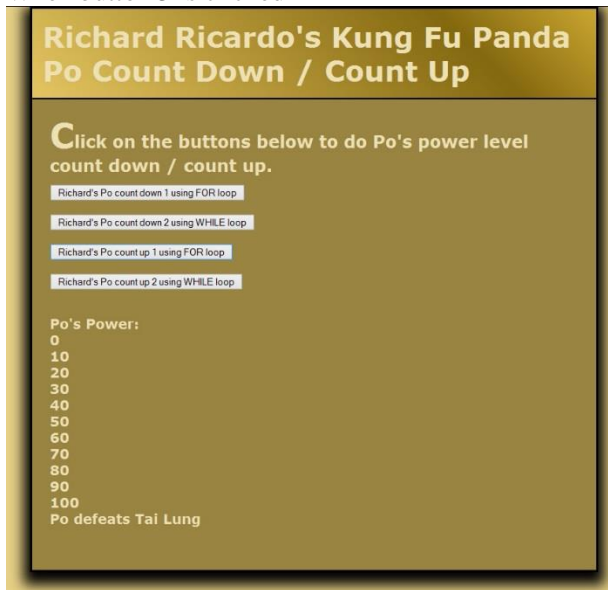 Richard Ricardo's Kung Fu Panda
Po Count Down / Count Up
Click on the buttons below to do Po's power level
count down / count up.
Richard's Po count down 1 using FOR loop
Richard's Po count down 2 using WHILE loop
Richard's Po count up 1 using FOR loop
Richard's Po count up 2 using WHILE loop
Po's Power:
0
10
20
30
40
50
60
70
80
90
100
Po defeats Tai Lung